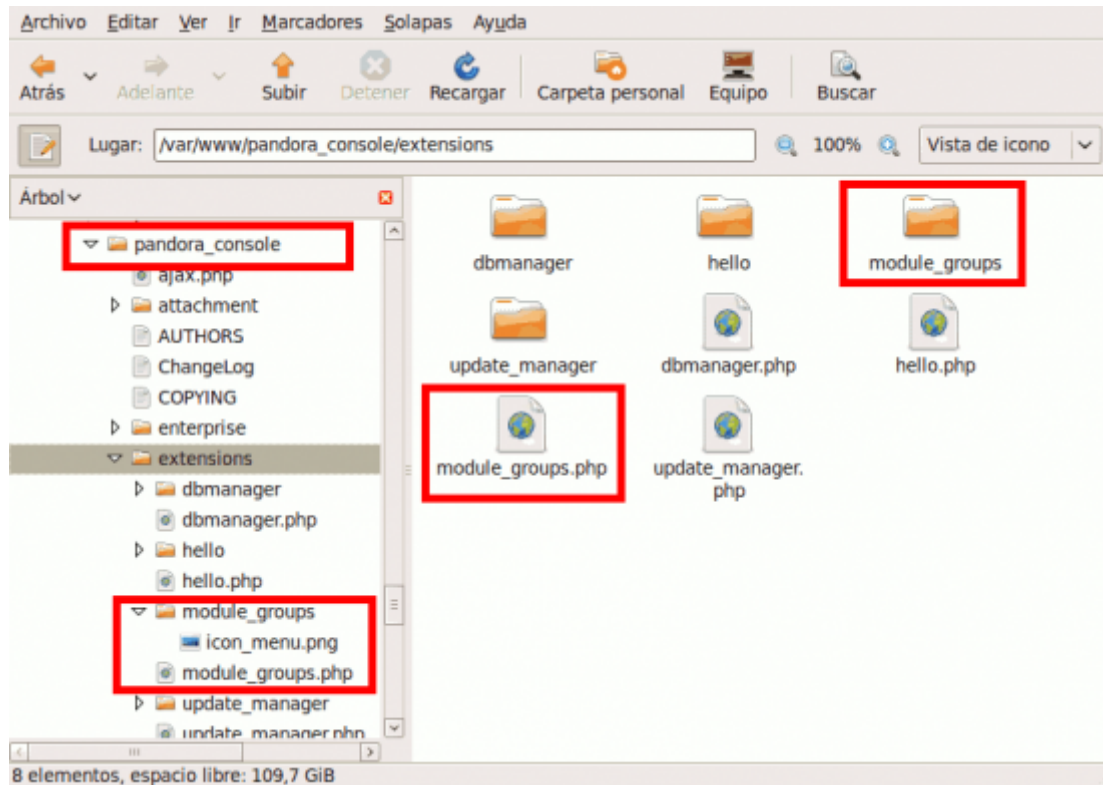 Archivo Editar Ver Ir Marcadores Solapas Ayuda
Atrás Adelante Subir Detener Recargar Carpeta personal Equipo Buscar
Lugar: /var/www/pandora_console/extensions 100% Vista de icono
Árbol
pandora_console
ajax.php
attachment
AUTHORS
ChangeLog
COPYING
enterprise
extensions
dbmanager
dbmanager.php
hello
hello.php
module_groups
icon_menu.png
module_groups.php
update_manager
update_manager.php
dbmanager hello module_groups
update_manager dbmanager.php hello.php
module_groups.php update_manager.
php
8 elementos, espacio libre: 109,7 GiB